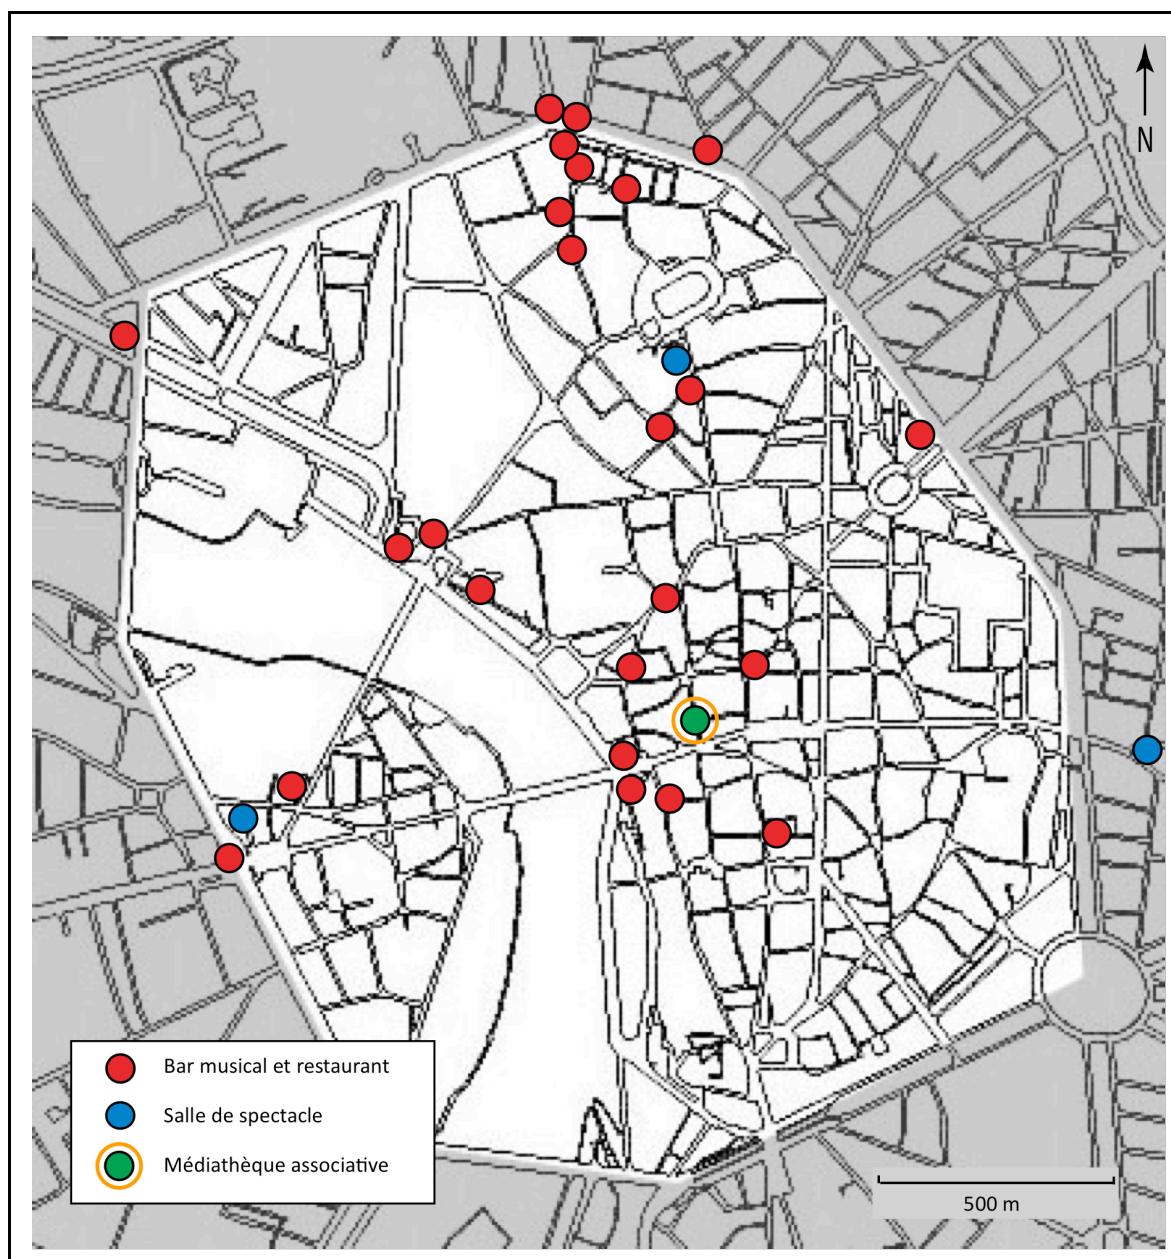 N
Bar musical et restaurant
Salle de spectacle
Médiathèque associative
500 m